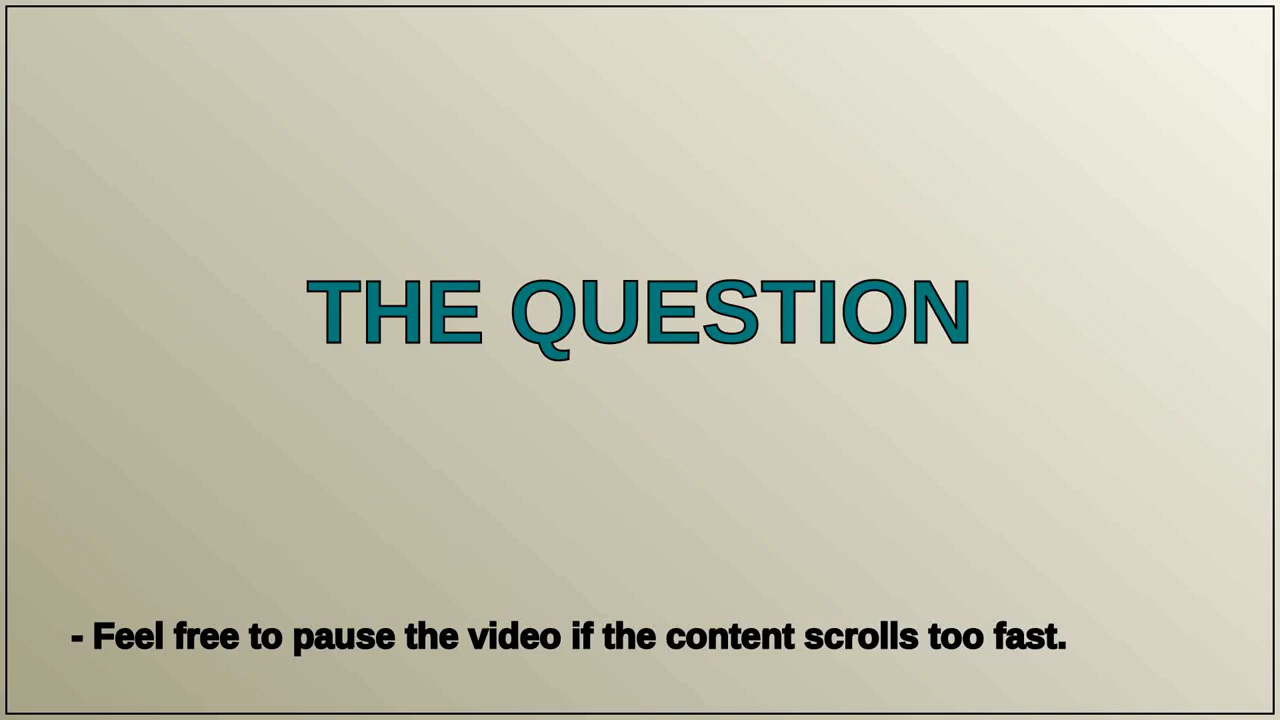 THE QUESTION
- Feel free to pause the video if the content scrolls too fast.